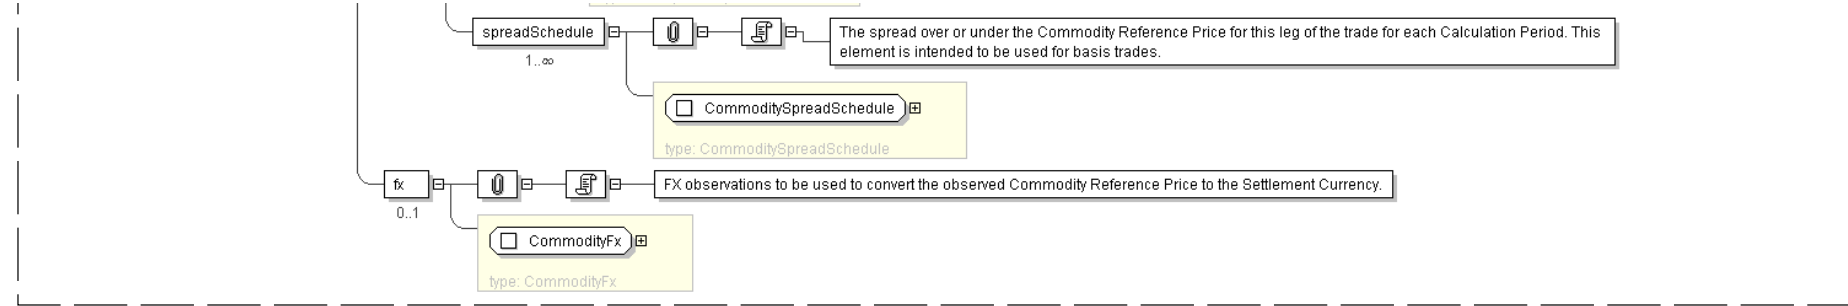 spreadSchedule
1..∞
The spread over or under the Commodity Reference Price for this leg of the trade for each Calculation Period. This
element is intended to be used for basis trades.
CommoditySpreadSchedule
type: CommoditySpreadSchedule
fx
0..1
FX observations to be used to convert the observed Commodity Reference Price to the Settlement Currency.
CommodityFx
type: CommodityFx